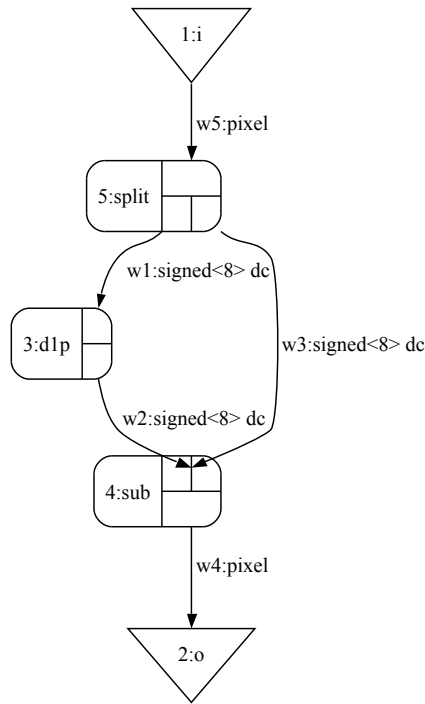 1:i
w5:pixel
5:split
w1:signed<8> dc
3:d1p
w3:signed<8> dc
w2:signed<8> dc
4:sub
w4:pixel
2:o